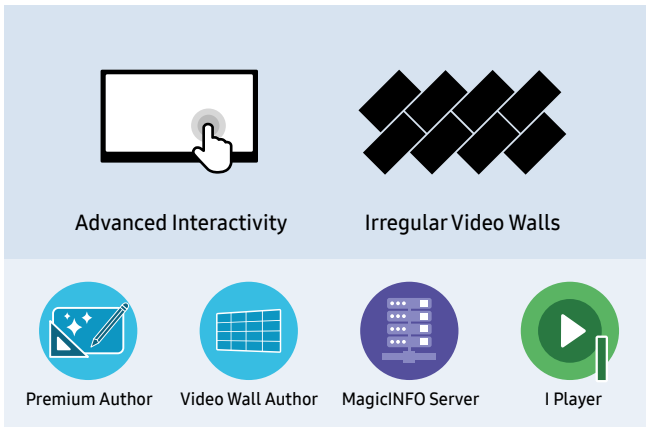 Advanced Interactivity
Irregular Video Walls
Premium Author
Video Wall Author
MagicINFO Server
I Player